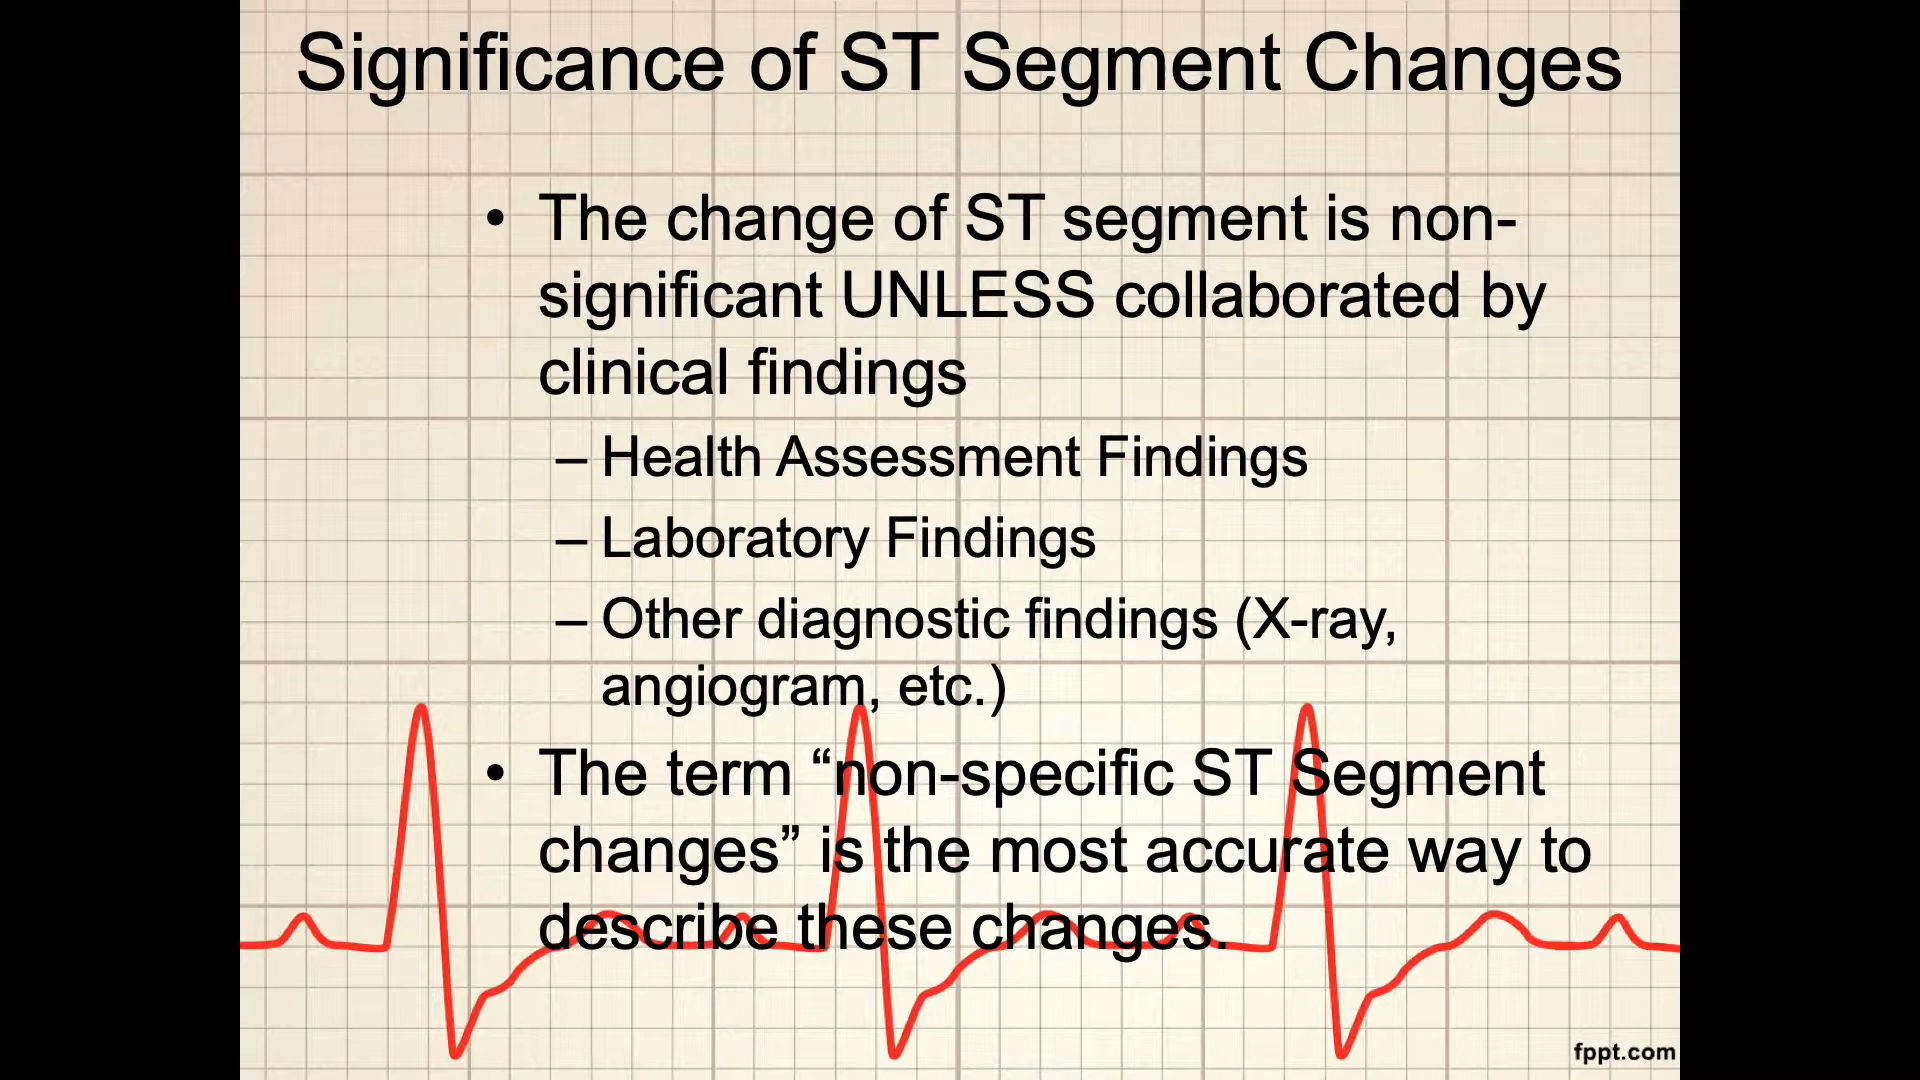 Significance of ST Segment Changes
• The change of ST segment is non-
significant UNLESS collaborated by
clinical findings
– Health Assessment Findings
– Laboratory Findings
– Other diagnostic findings (X-ray,
angiogram, etc.)
• The term “non-specific ST Segment
changes” is the most accurate way to
describe these changes.
fppt.com